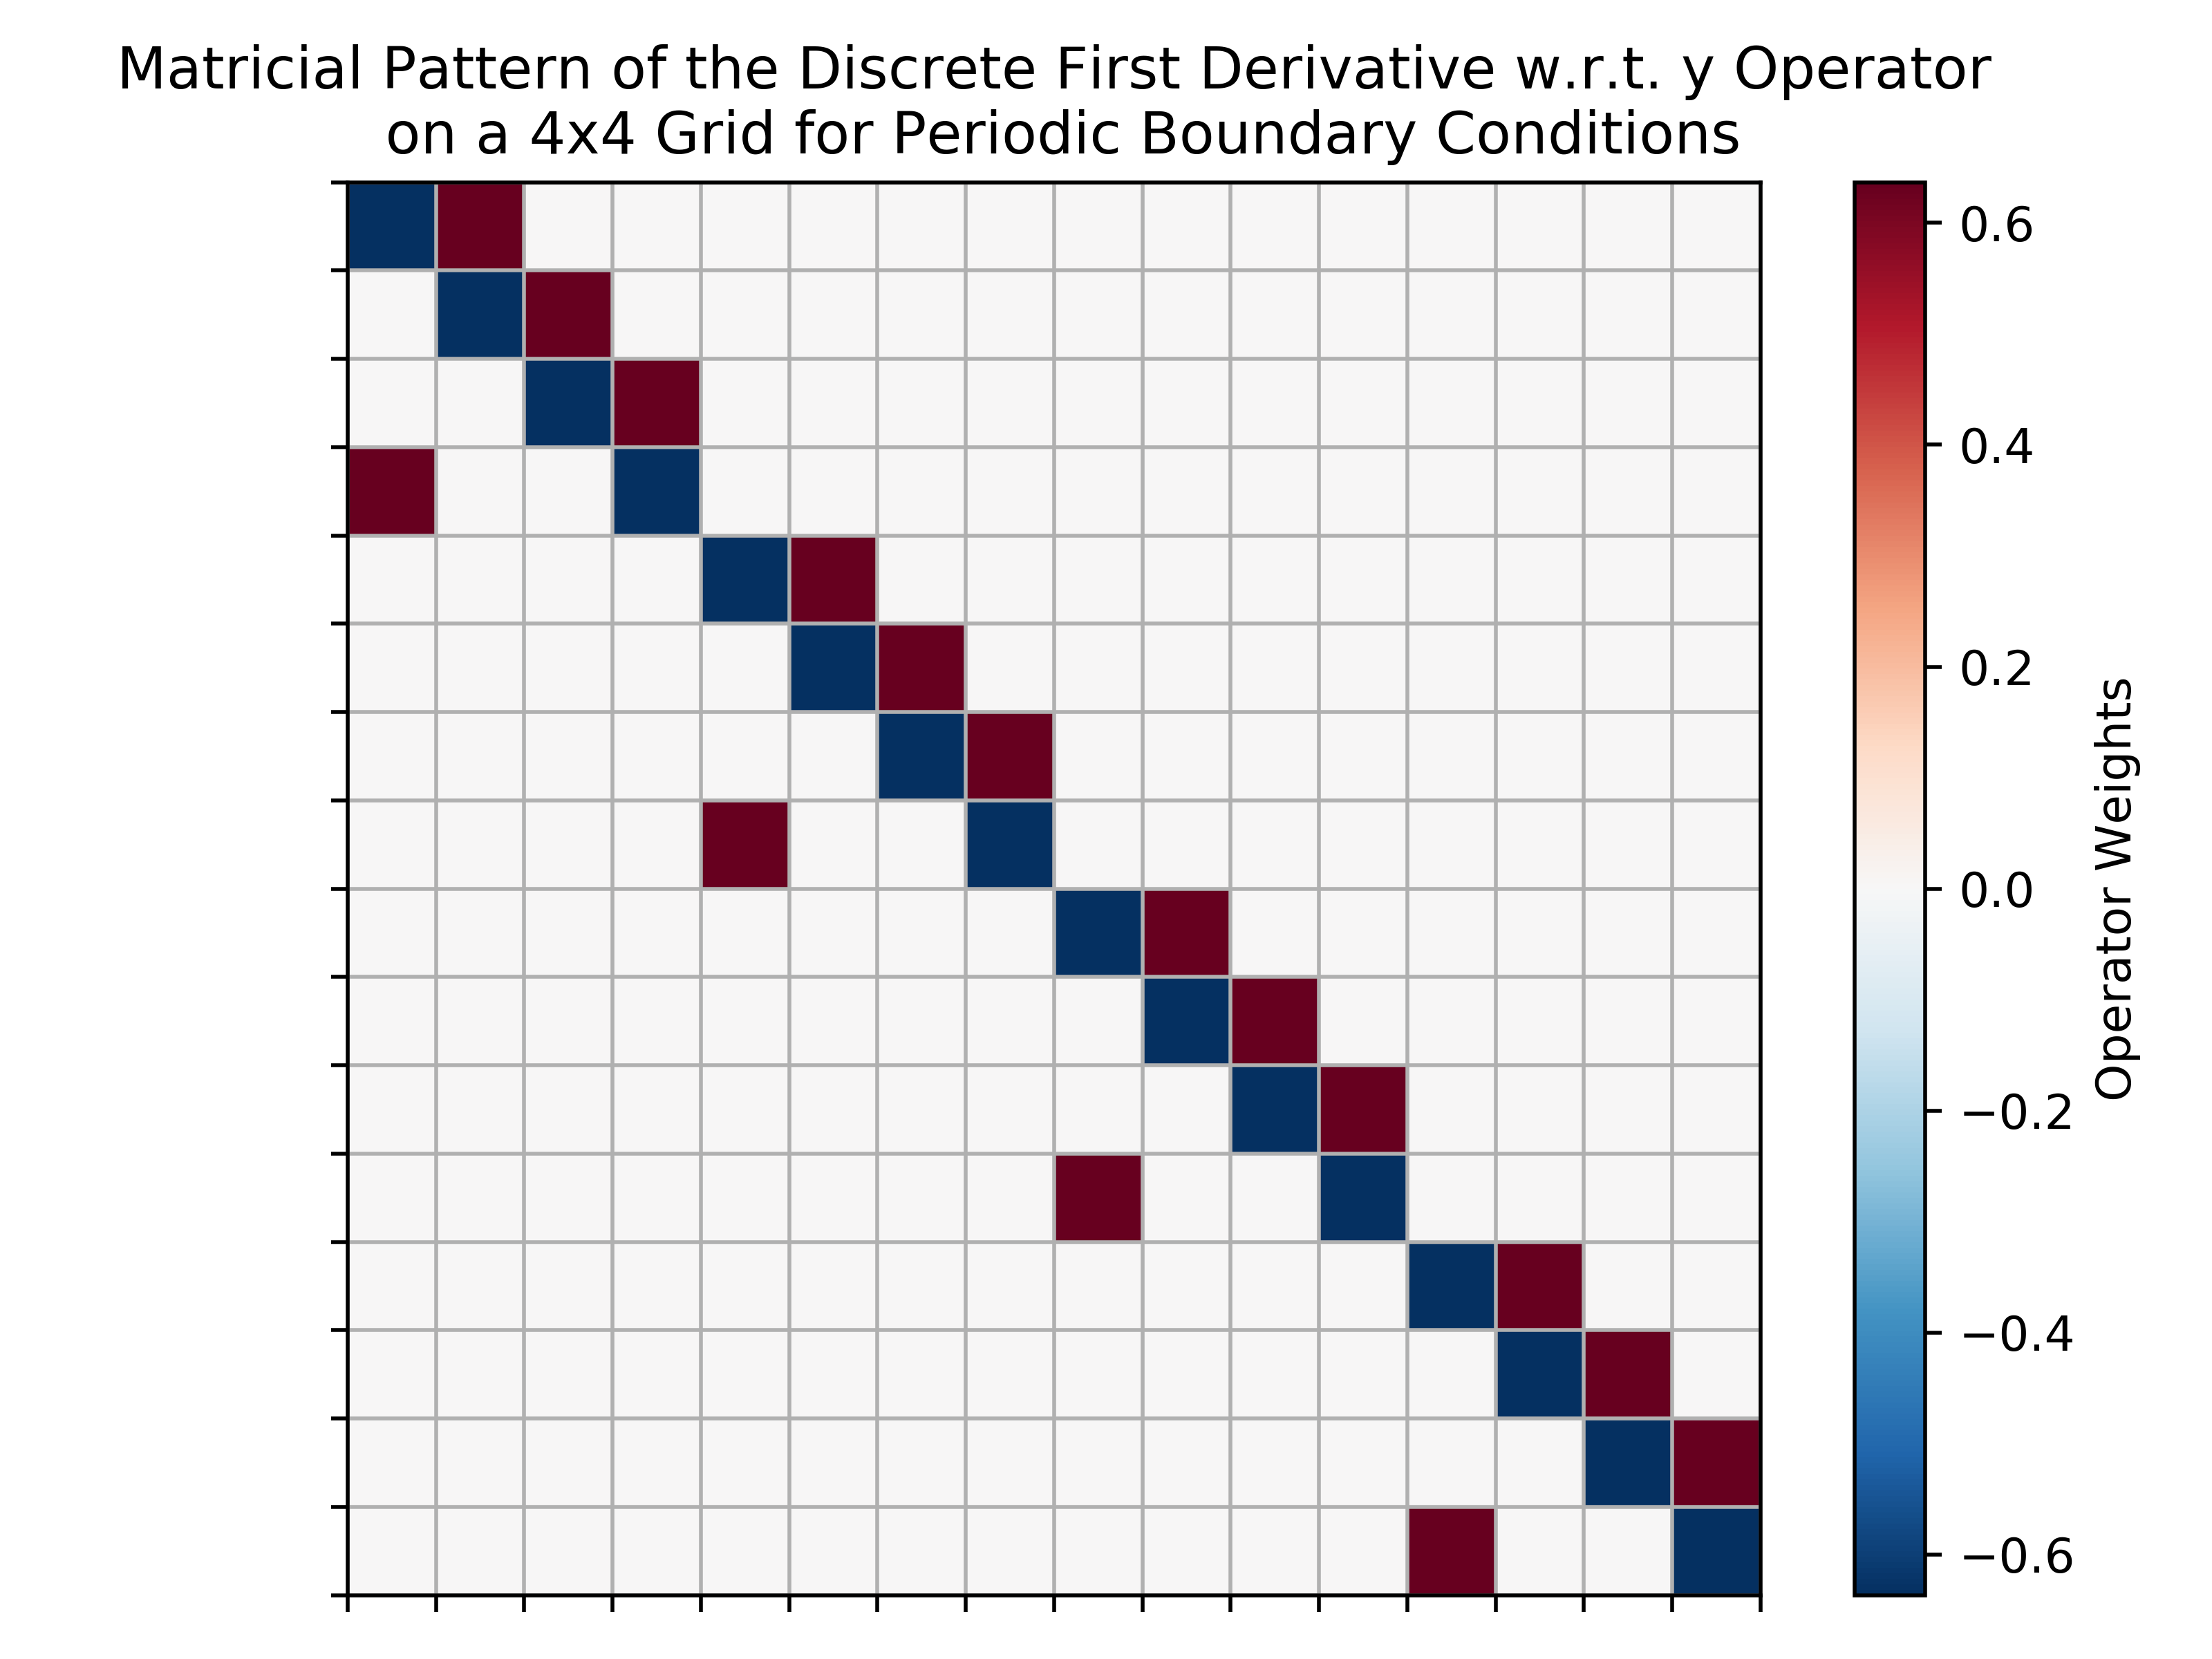 Matricial Pattern of the Discrete First Derivative w.r.t. y Operator
on a 4x4 Grid for Periodic Boundary Conditions
0.6
0.4
0.2
0.0
−0.2
−0.4
−0.6
Operator Weights